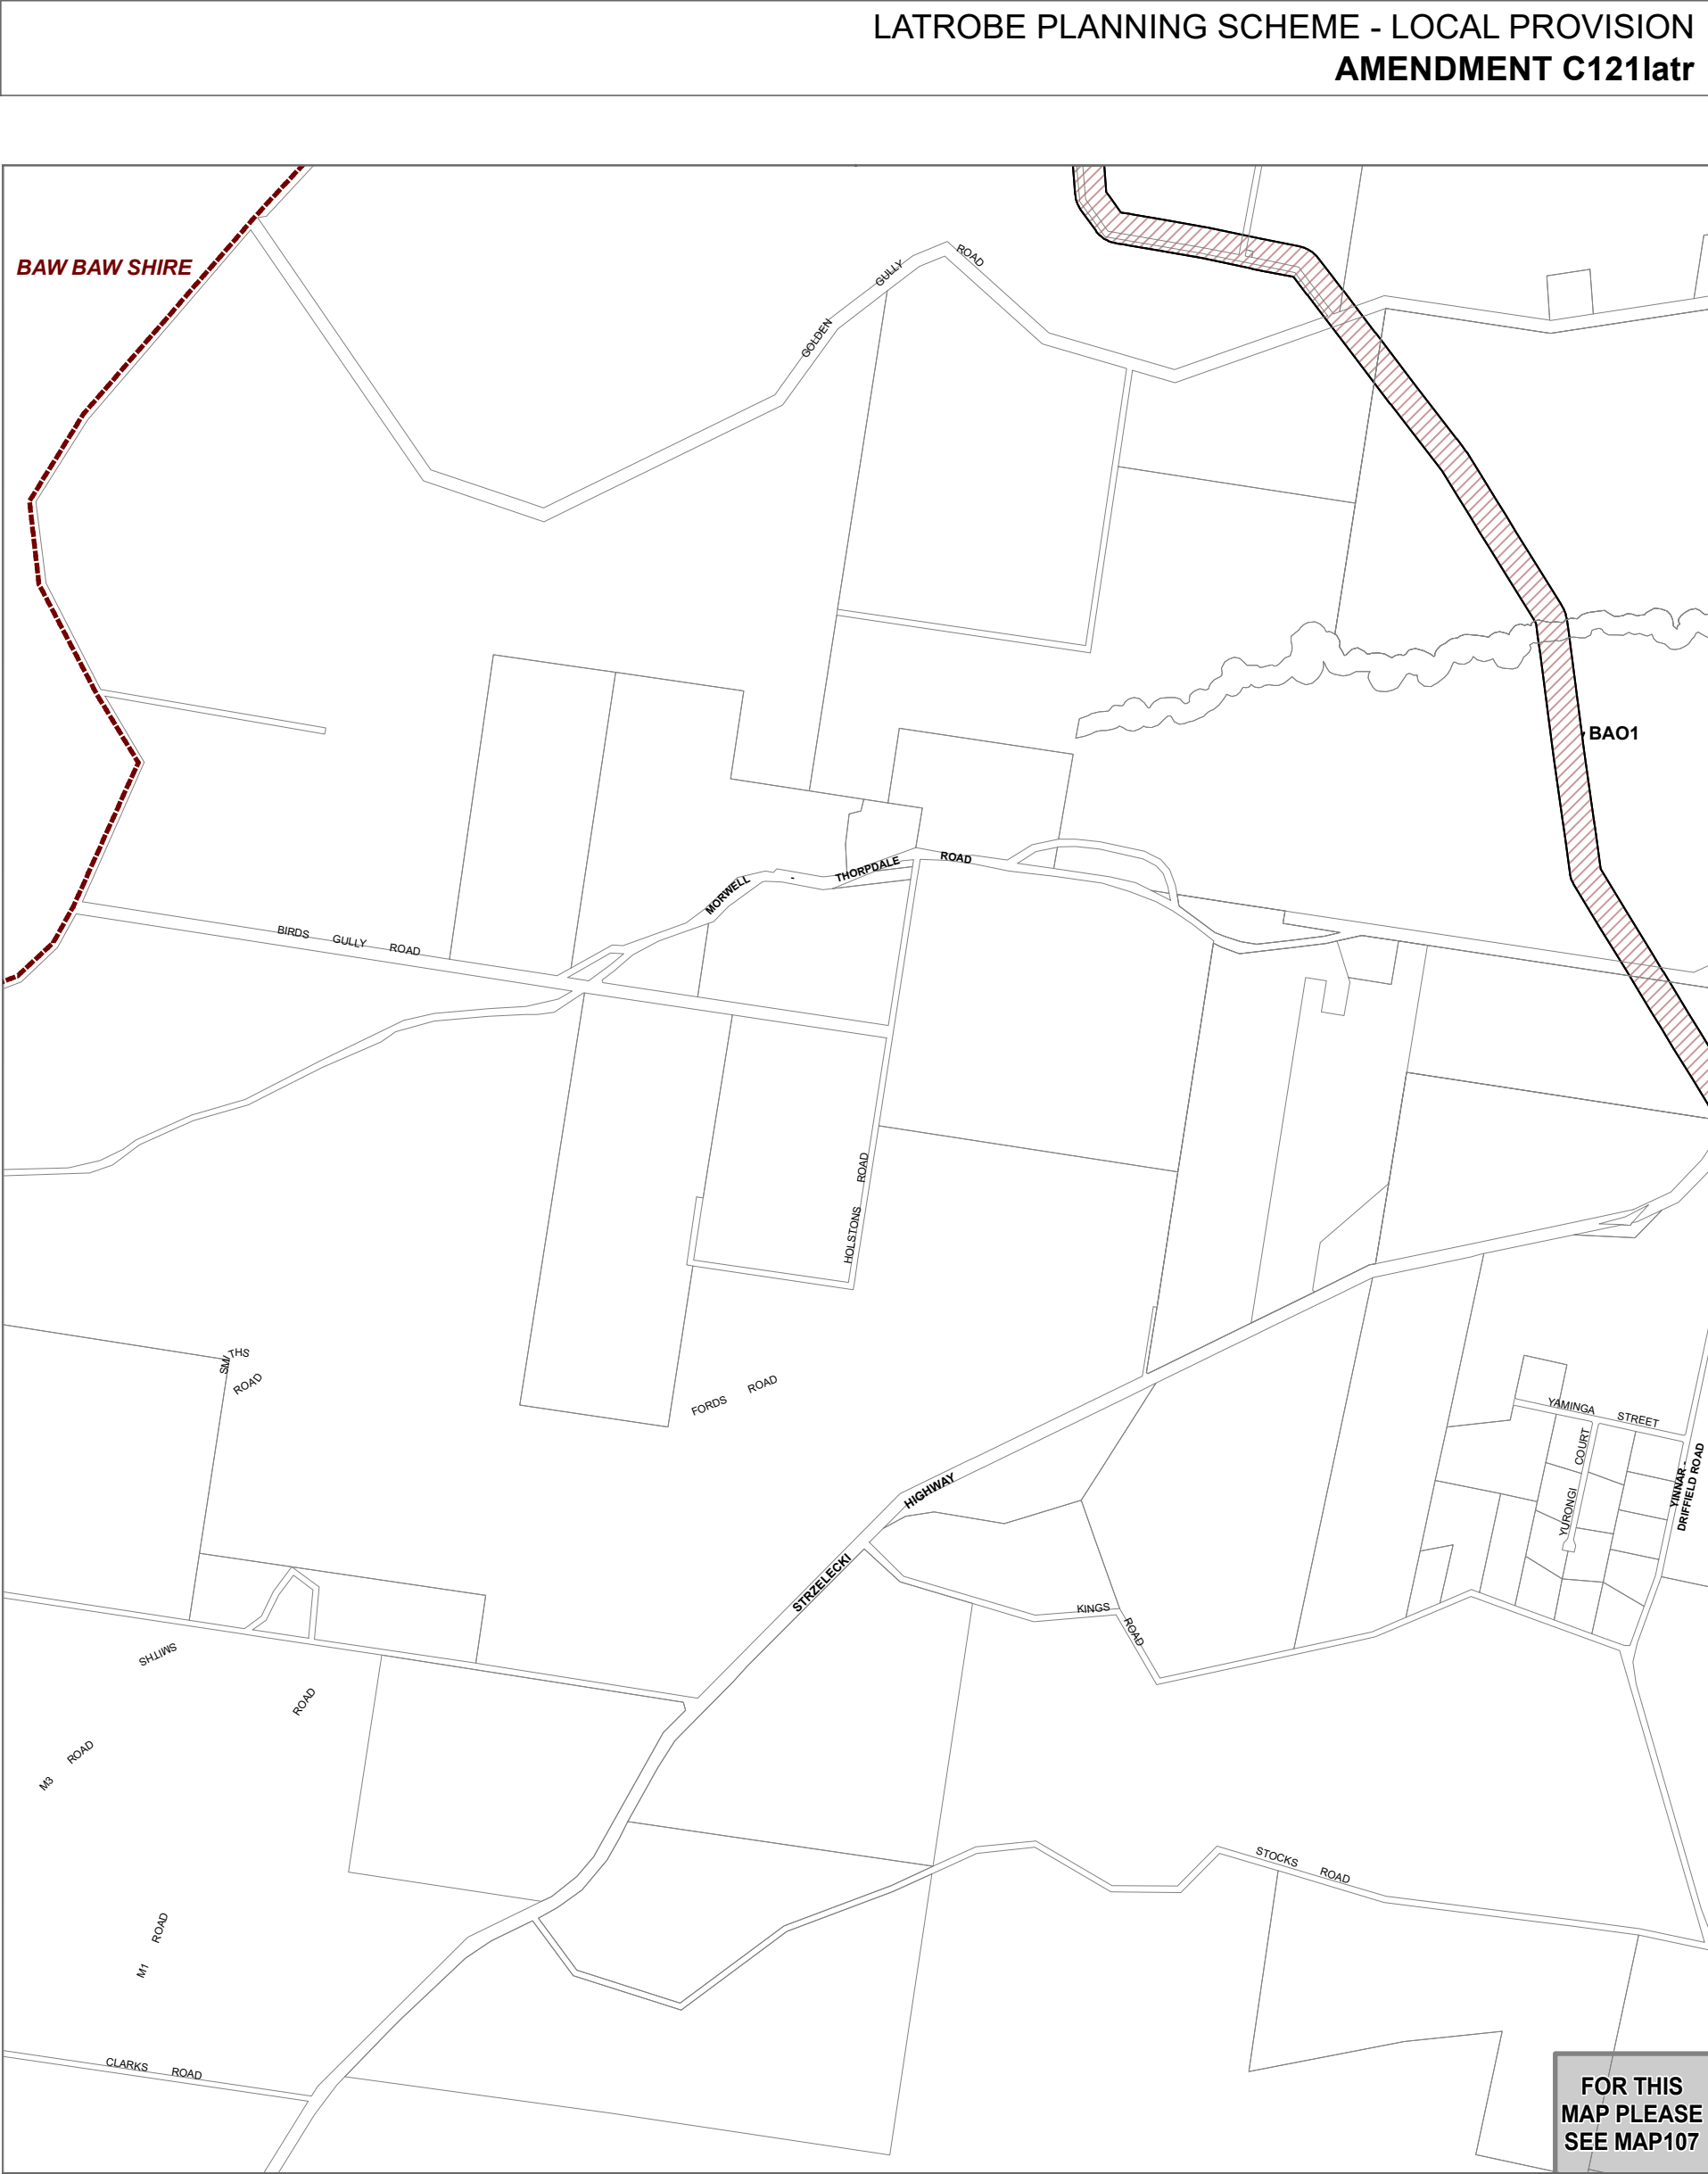 LATROBE PLANNING SCHEME - LOCAL PROVISION
AMENDMENT C121latr
BAW BAW SHIRE
GOLDEN GULLY ROAD
BAO1
MORWELL - THORPDALE ROAD
BIRDS GULLY ROAD
HOLSTONS ROAD
SMITHS ROAD
FORDS ROAD
YAMINGA STREET
YURONGI COURT
YINNAR -
DRIFFIELD ROAD
STRZELECKI HIGHWAY
KINGS ROAD
SMITHS ROAD
M3 ROAD
STOCKS ROAD
M1 ROAD
CLARKS ROAD
FOR THIS
MAP PLEASE
SEE MAP107